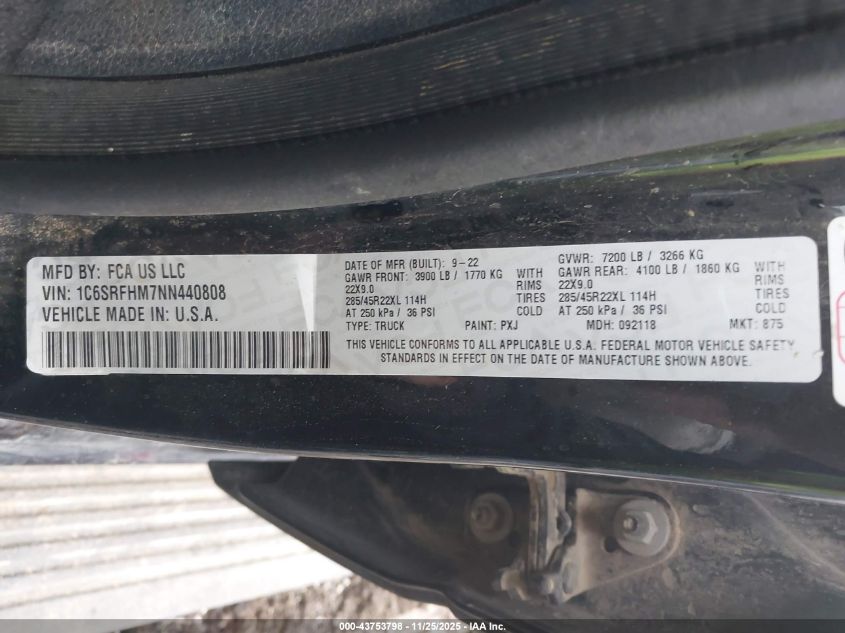 MFD BY: FCA US LLC
VIN: 1C6SRFHM7NN440808
VEHICLE MADE IN: U.S.A.
DATE OF MFR (BUILT): 9-22 GVWR: 7200 LB / 3266 KG
GAWR FRONT: 3900 LB / 1770 KG WITH GAWR REAR: 4100 LB / 1860 KG WITH
22X9.0 RIMS 22X9.0 RIMS
285/45R22XL 114H TIRES 285/45R22XL 114H TIRES
AT 250 kPa / 36 PSI COLD AT 250 kPa / 36 PSI COLD
TYPE: TRUCK PAINT: PXJ MDH: 092118 MKT: 875
THIS VEHICLE CONFORMS TO ALL APPLICABLE U.S.A. FEDERAL MOTOR VEHICLE SAFETY
STANDARDS IN EFFECT ON THE DATE OF MANUFACTURE SHOWN ABOVE.
000-43753798 - 11/25/2025 - IAA, Inc.